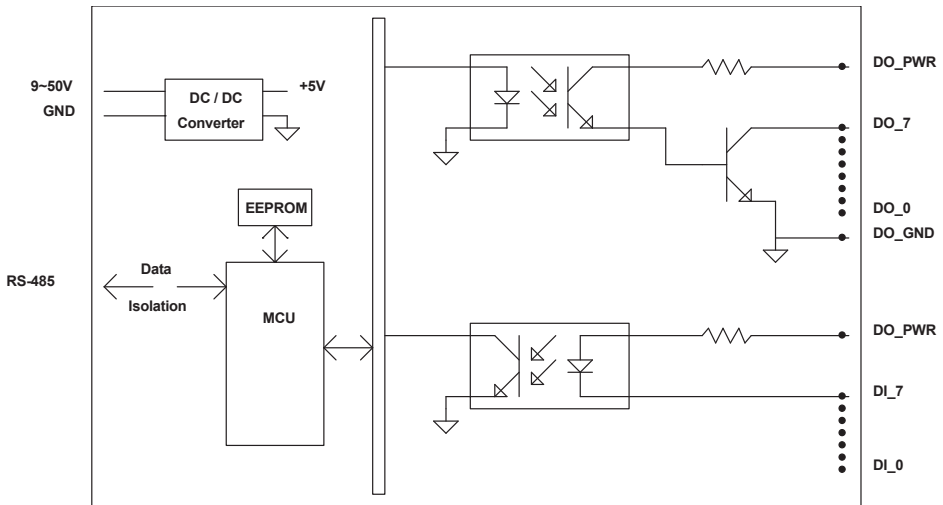 9~50V
GND
DC / DC
Converter
+5V
EEPROM
RS-485
Data
Isolation
MCU
DO_PWR
DO_7
DO_0
DO_GND
DO_PWR
DI_7
DI_0